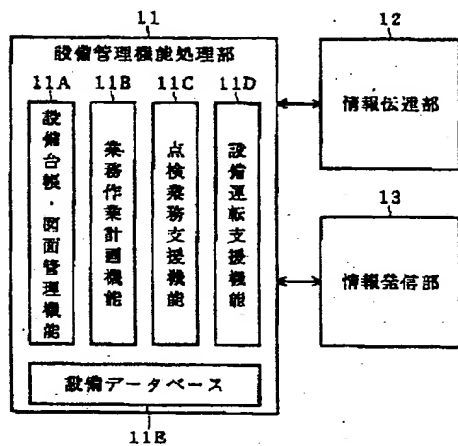 11
設備管理機能処理部
11A 11B 11C 11D
設備台帳・図面管理機能
業務作業計画機能
点検業務支援機能
設備運転支援機能
設備データベース
11E
12
情報伝達部
13
情報発信部